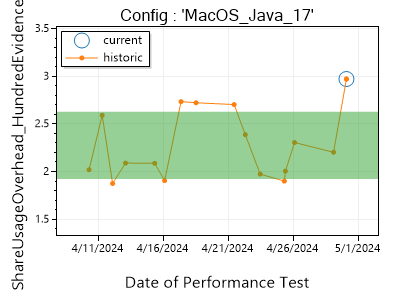 Config : 'MacOS_Java_17'
current
historic
ShareUsageOverhead_HundredEvidence
3.5
3
2.5
2
1.5
4/11/2024
4/16/2024
4/21/2024
4/26/2024
5/1/2024
Date of Performance Test